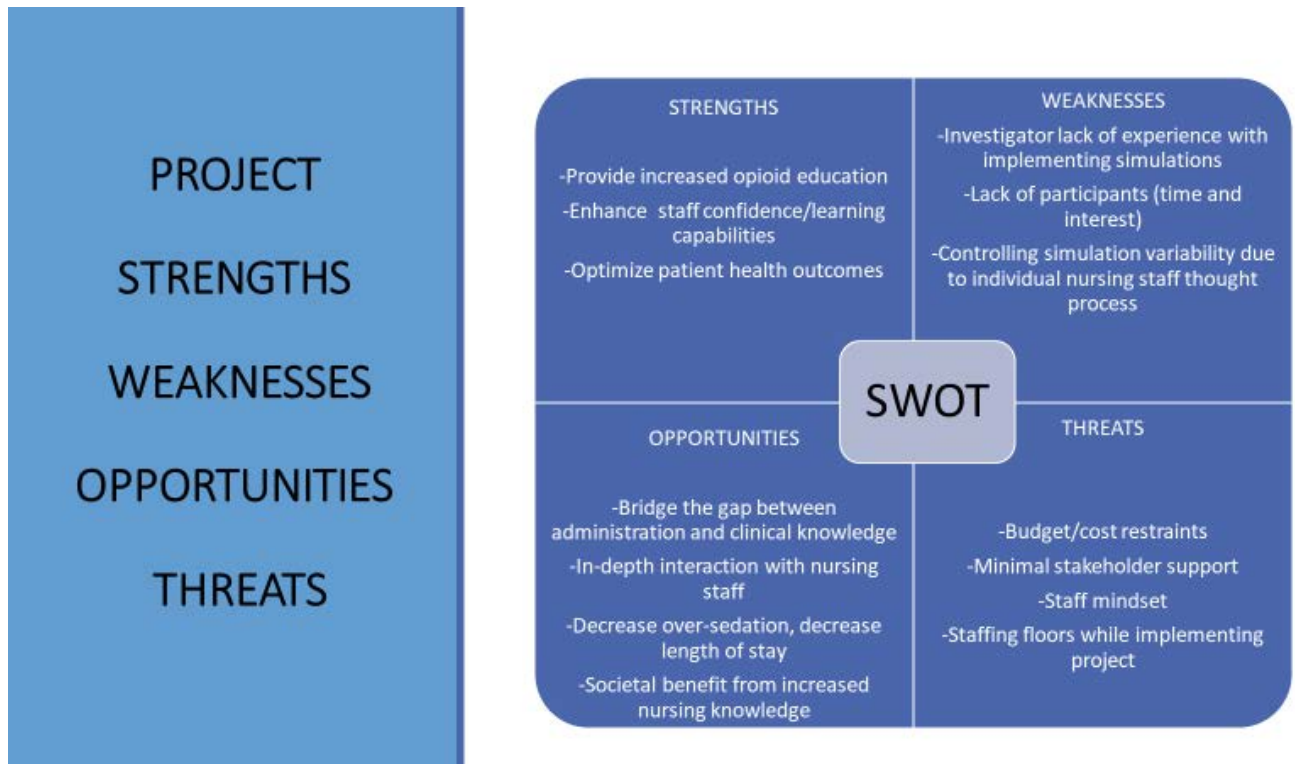 PROJECT
STRENGTHS
WEAKNESSES
OPPORTUNITIES
THREATS
STRENGTHS
-Provide increased opioid education
-Enhance staff confidence/learning
capabilities
-Optimize patient health outcomes
WEAKNESSES
-Investigator lack of experience with
implementing simulations
-Lack of participants (time and
interest)
-Controlling simulation variability due
to individual nursing staff thought
process
SWOT
OPPORTUNITIES
-Bridge the gap between
administration and clinical knowledge
-In-depth interaction with nursing
staff
-Decrease over-sedation, decrease
length of stay
-Societal benefit from increased
nursing knowledge
THREATS
-Budget/cost restraints
-Minimal stakeholder support
-Staff mindset
-Staffing floors while implementing
project